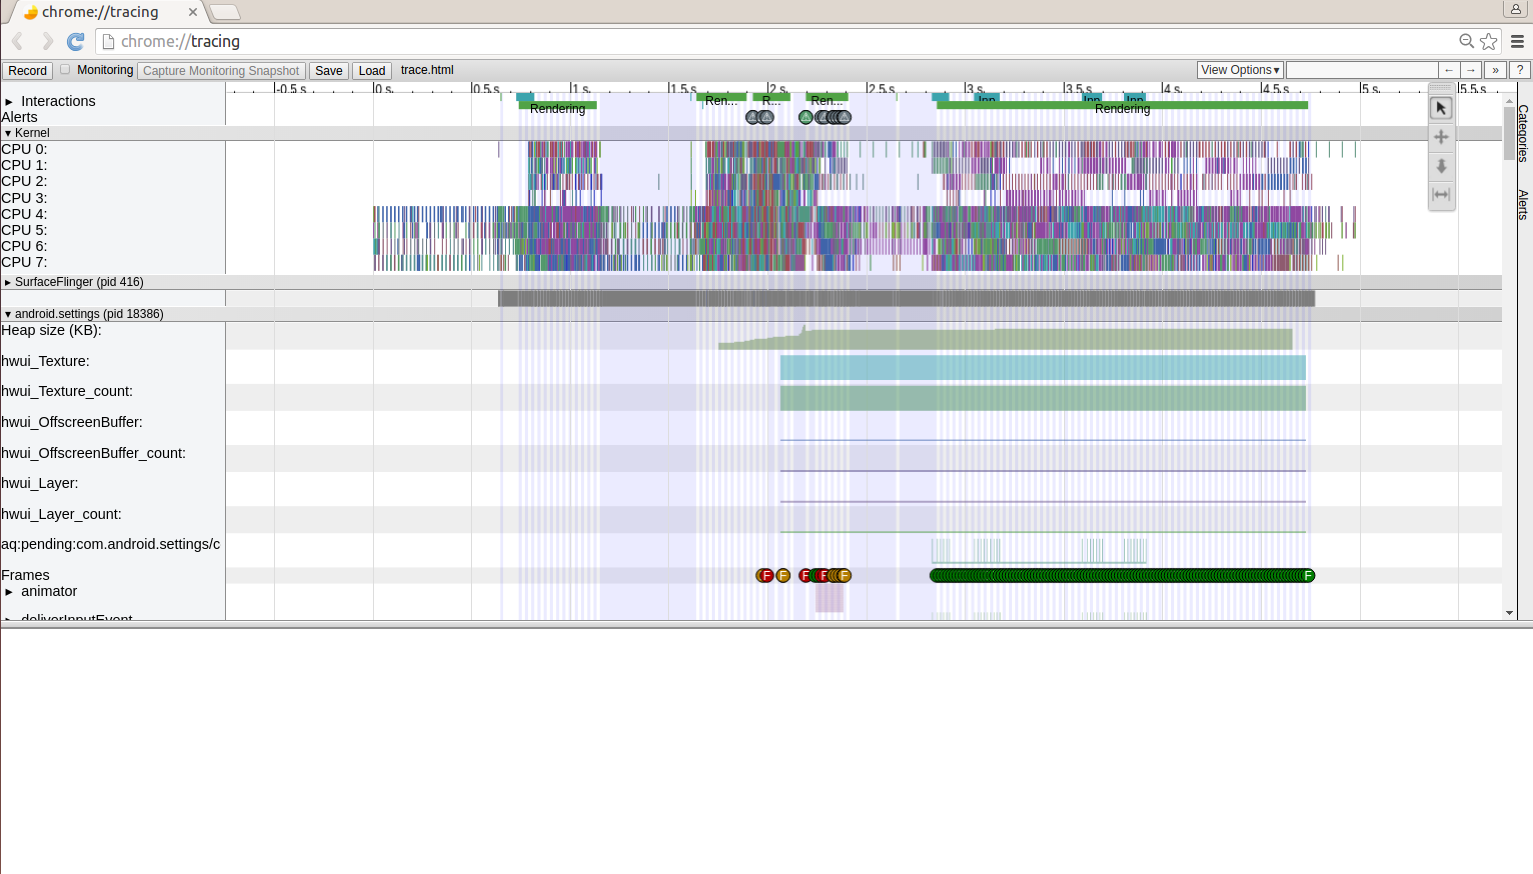 chrome://tracing
chrome://tracing
Record Monitoring Capture Monitoring Snapshot Save Load trace.html View Options ← → » ?
-0.5 s 0 s 0.5 s 1 s 1.5 s 2 s 2.5 s 3 s 3.5 s 4 s 4.5 s 5 s 5.5 s
Interactions
Ren... R... Ren...
Rendering Rendering
Alerts
Kernel
CPU 0:
CPU 1:
CPU 2:
CPU 3:
CPU 4:
CPU 5:
CPU 6:
CPU 7:
SurfaceFlinger (pid 416)
android.settings (pid 18386)
Heap size (KB):
hwui_Texture:
hwui_Texture_count:
hwui_OffscreenBuffer:
hwui_OffscreenBuffer_count:
hwui_Layer:
hwui_Layer_count:
aq:pending:com.android.settings/c
Frames F F F F F F
animator
deliverInputEvent
Categories
Alerts